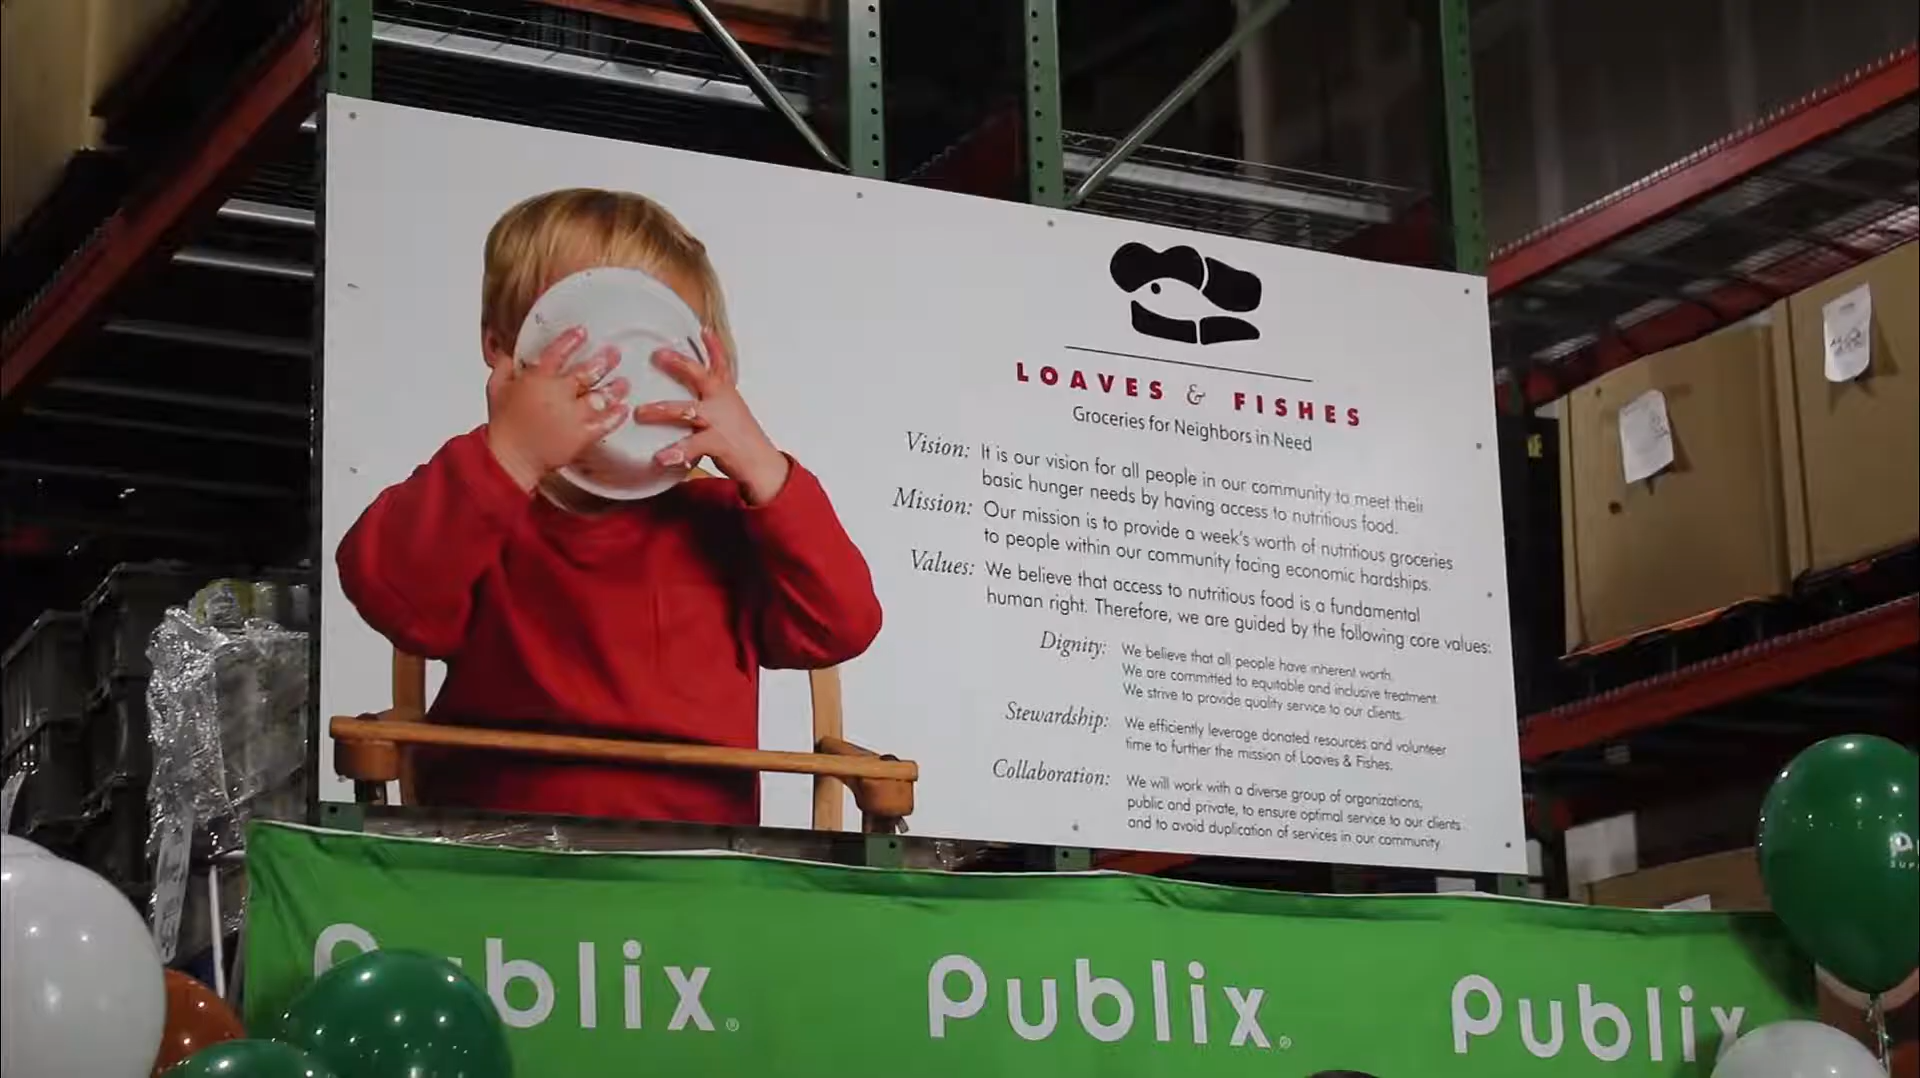 LOAVES & FISHES
Groceries for Neighbors in Need
Vision: It is our vision for all people in our community to meet their
basic hunger needs by having access to nutritious food.
Mission: Our mission is to provide a week's worth of nutritious groceries
to people within our community facing economic hardships.
Values: We believe that access to nutritious food is a fundamental
human right. Therefore, we are guided by the following core values:
Dignity: We believe that all people have inherent worth.
We are committed to equitable and inclusive treatment.
We strive to provide quality service to our clients.
Stewardship: We efficiently leverage donated resources and volunteer
time to further the mission of Loaves & Fishes.
Collaboration: We will work with a diverse group of organizations,
public and private, to ensure optimal service to our clients
and to avoid duplication of services in our community.
Publix® Publix® Publix